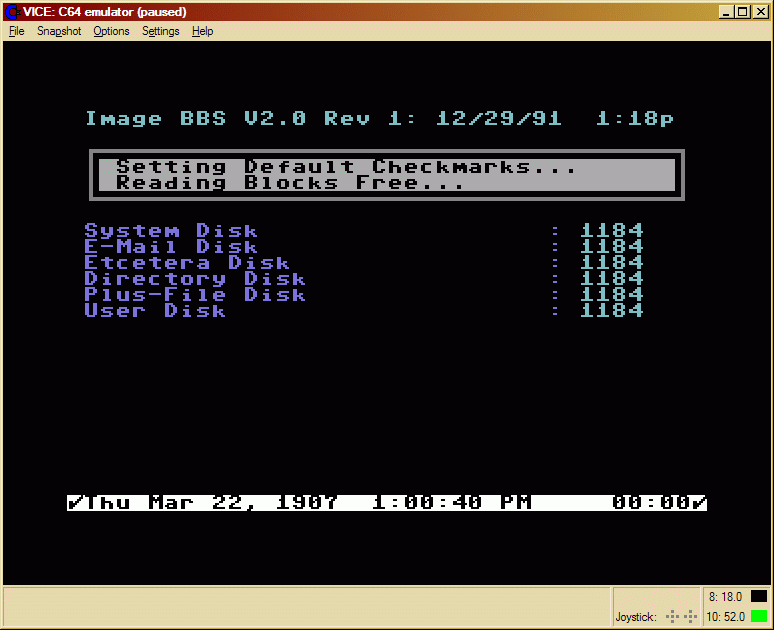 VICE: C64 emulator (paused)
File Snapshot Options Settings Help
Image BBS V2.0 Rev 1: 12/29/91 1:18p
Setting Default Checkmarks...
Reading Blocks Free...
System Disk : 1184
E-Mail Disk : 1184
Etcetera Disk : 1184
Directory Disk : 1184
Plus-File Disk : 1184
User Disk : 1184
✓Thu Mar 22, 1907 1:00:40 PM 00:00✓
8: 18.0
Joystick: 10: 52.0